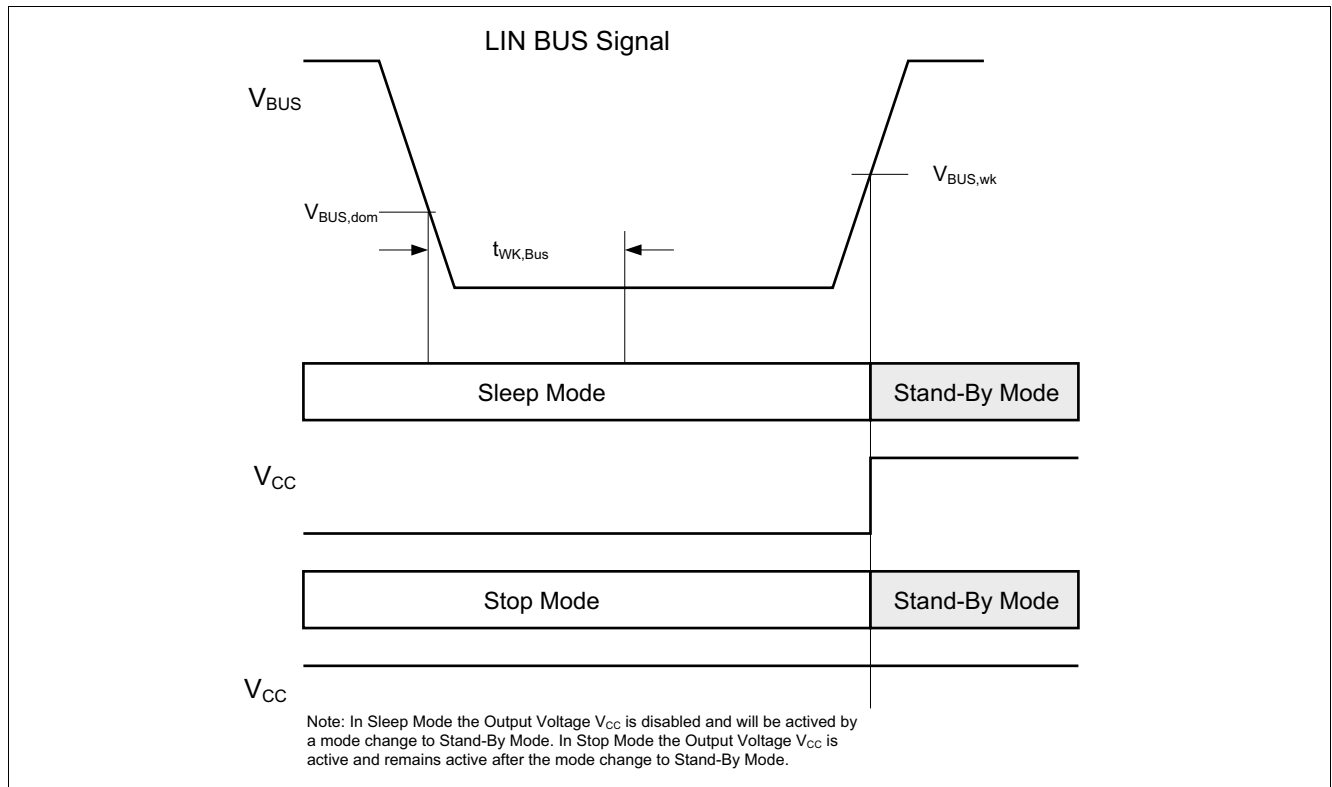 LIN BUS Signal
VBUS
VBUS,wk
VBUS,dom
tWK,Bus
Sleep Mode
Stand-By Mode
VCC
Stop Mode
Stand-By Mode
VCC
Note: In Sleep Mode the Output Voltage VCC is disabled and will be actived by
a mode change to Stand-By Mode. In Stop Mode the Output Voltage VCC is
active and remains active after the mode change to Stand-By Mode.